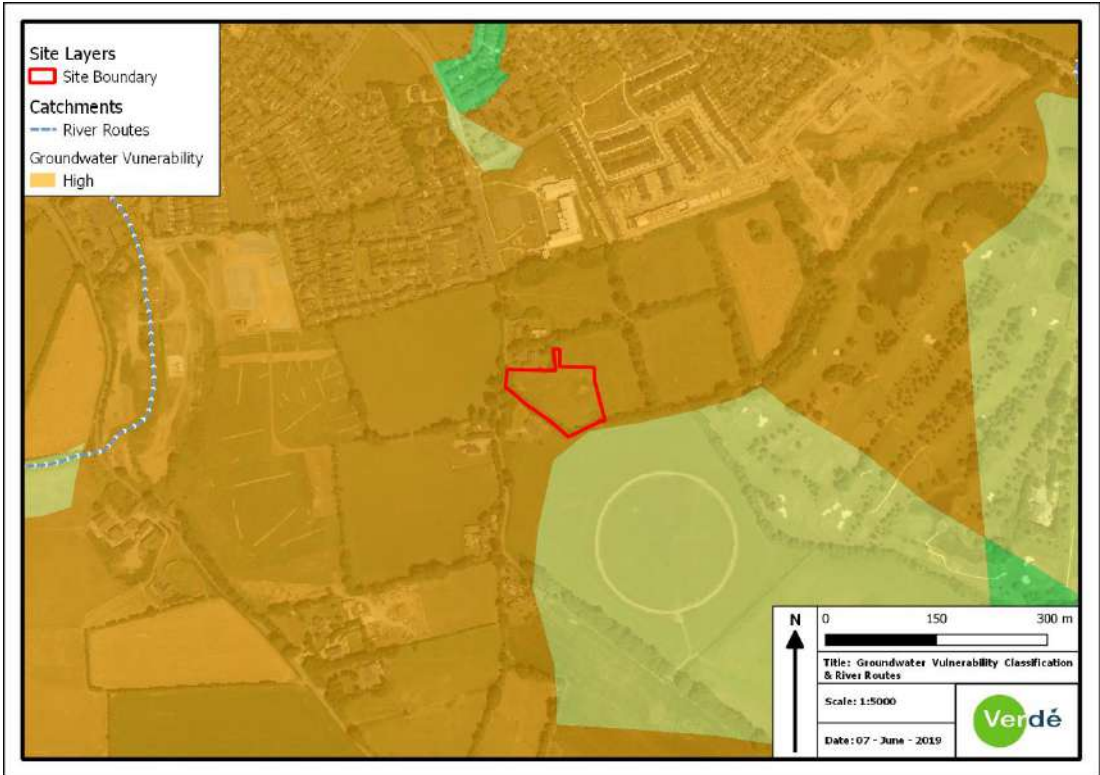 Site Layers
Site Boundary
Catchments
River Routes
Groundwater Vunerability
High
N
0 150 300 m
Title: Groundwater Vulnerability Classification
& River Routes
Scale: 1:5000
Date: 07 - June - 2019
Verdé